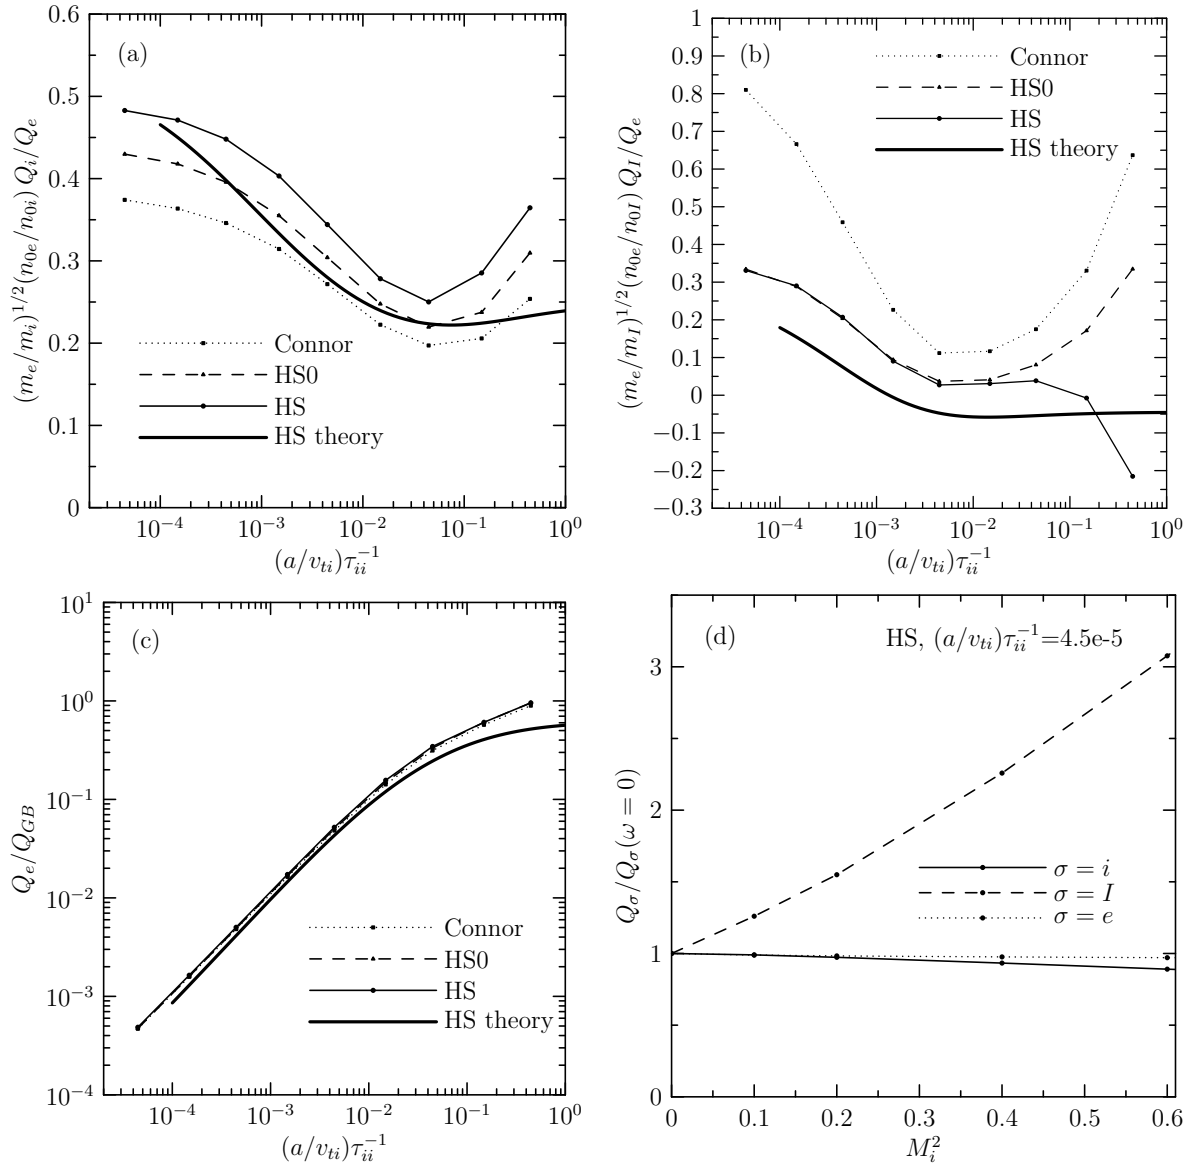 (a)
0.6
0.5
0.4
0.3
0.2
0.1
0
(m_e/m_i)^{1/2}(n_{0e}/n_{0i}) Q_i/Q_e
Connor
HS0
HS
HS theory
10^{-4} 10^{-3} 10^{-2} 10^{-1} 10^0
(a/v_{ti})τ_{ii}^{-1}
(b)
1
0.9
0.8
0.7
0.6
0.5
0.4
0.3
0.2
0.1
0
−0.1
−0.2
−0.3
(m_e/m_I)^{1/2}(n_{0e}/n_{0I}) Q_I/Q_e
Connor
HS0
HS
HS theory
10^{-4} 10^{-3} 10^{-2} 10^{-1} 10^0
(a/v_{ti})τ_{ii}^{-1}
(c)
10^1
10^0
10^{-1}
10^{-2}
10^{-3}
10^{-4}
Q_e/Q_{GB}
Connor
HS0
HS
HS theory
10^{-4} 10^{-3} 10^{-2} 10^{-1} 10^0
(a/v_{ti})τ_{ii}^{-1}
(d)
HS, (a/v_{ti})τ_{ii}^{-1}=4.5e-5
3
2
1
0
Q_σ/Q_σ(ω = 0)
σ = i
σ = I
σ = e
0 0.1 0.2 0.3 0.4 0.5 0.6
M_i^2